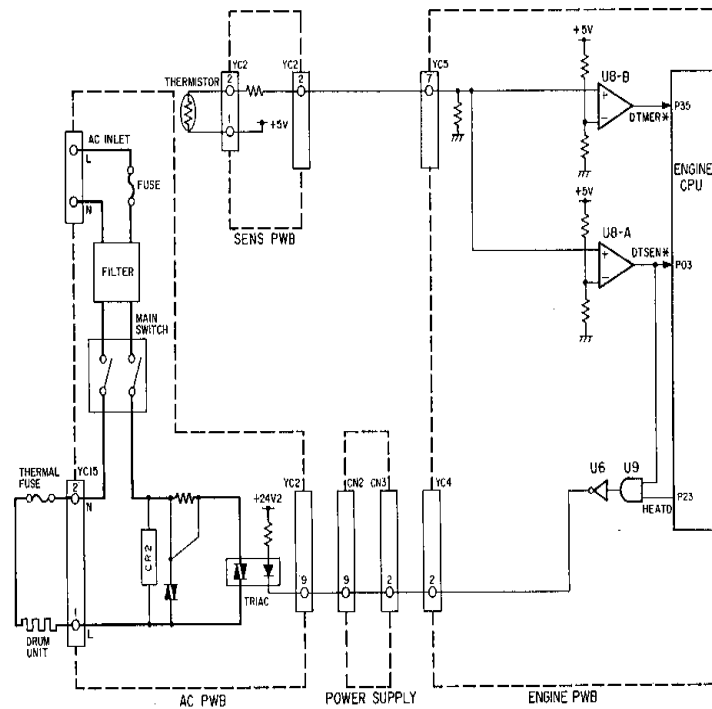 YC2
YC2
YC5
+5V
U8-B
THERMISTOR
2
2
7
P35
DTMER*
AC INLET
1
+5V
L
ENGINE
CPU
FUSE
N
+5V
SENS PWB
U8-A
DTSEN*
P03
FILTER
MAIN
SWITCH
THERMAL
FUSE
YC15
2
N
YC2
CN2
CN3
YC4
U6
U9
P23
HEATD
+24V2
CR2
9
9
2
2
TRIAC
1
L
DRUM
UNIT
AC PWB
POWER SUPPLY
ENGINE PWB